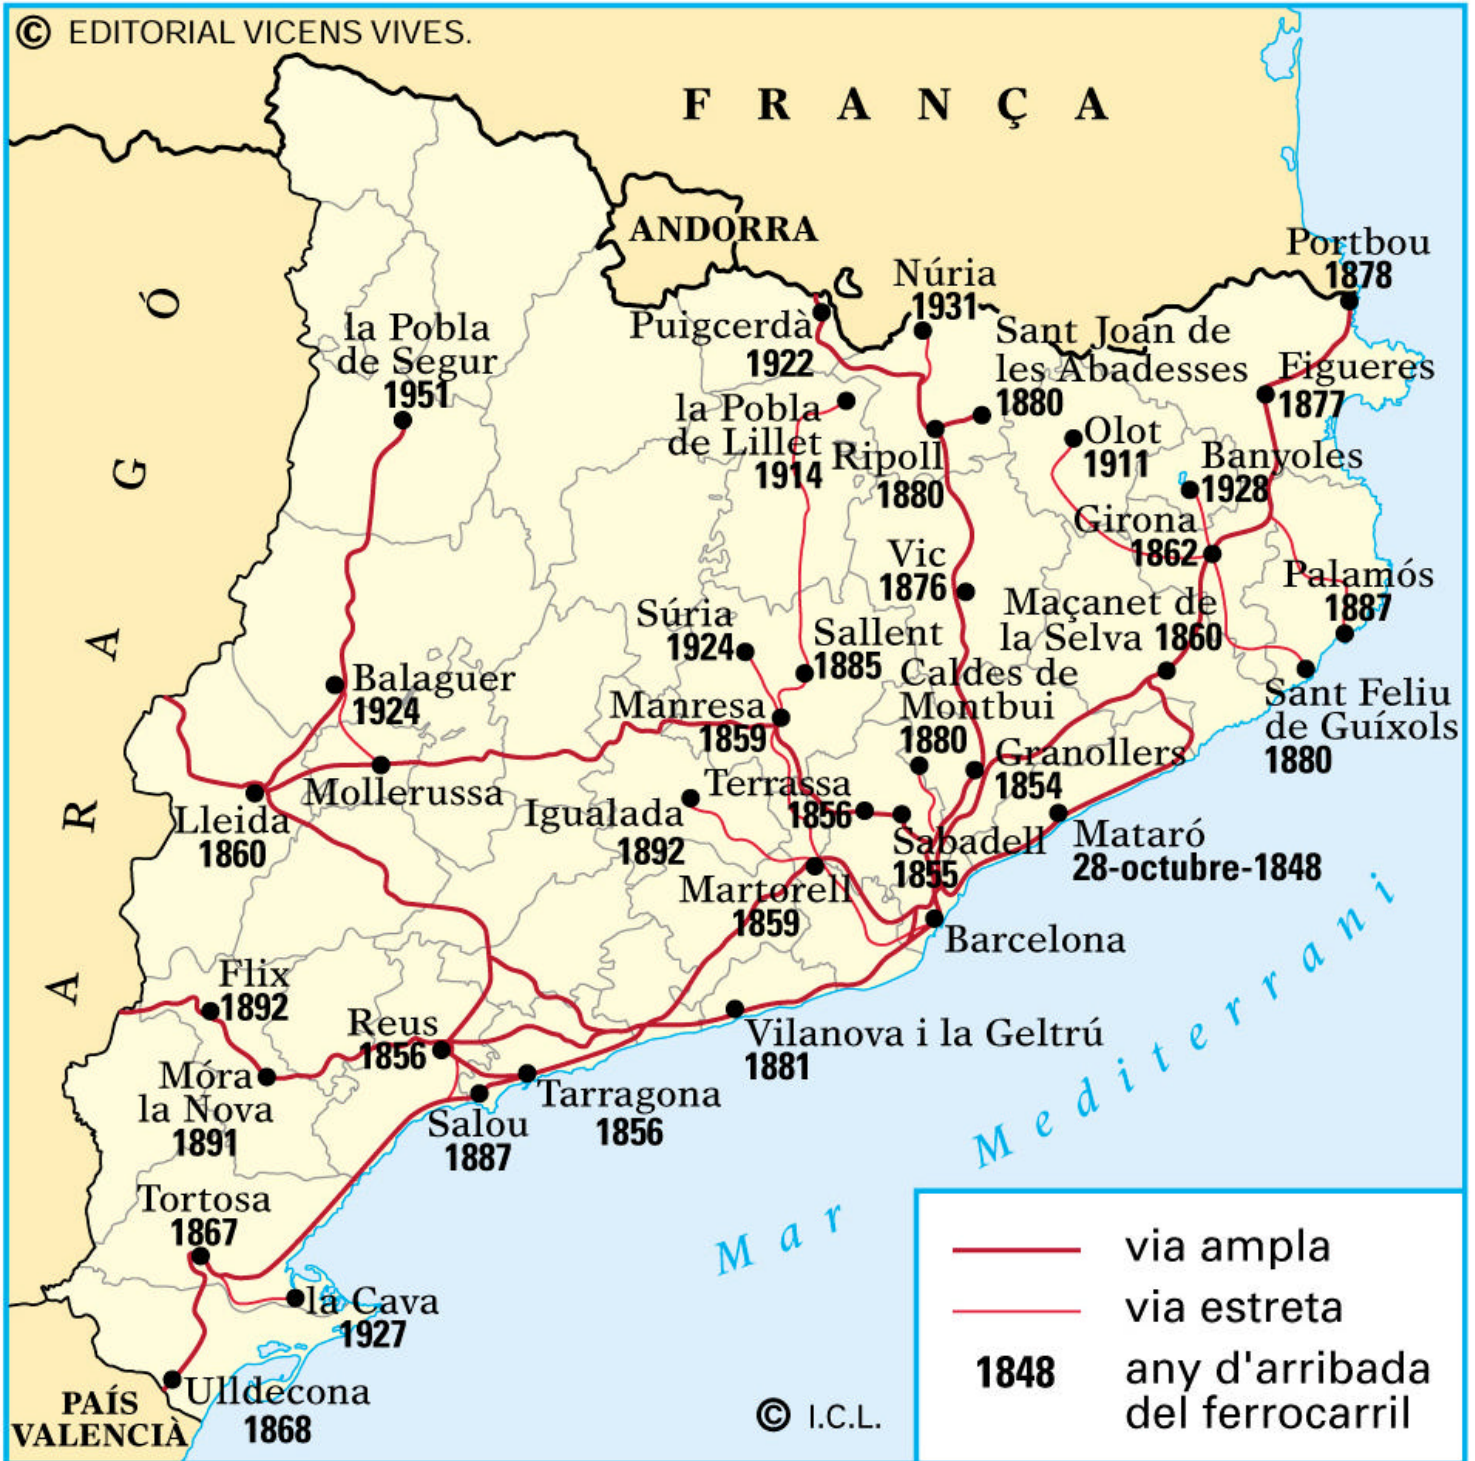 © EDITORIAL VICENS VIVES.
FRANÇA
ANDORRA
ARAGÓ
Portbou
1878
Núria
1931
Puigcerdà
1922
Sant Joan de
les Abadesses
1880
la Pobla
de Segur
1951
Figueres
1877
la Pobla
de Lillet
1914
Ripoll
1880
Olot
1911
Banyoles
1928
Girona
1862
Vic
1876
Palamós
1887
Maçanet de
la Selva 1860
Súria
1924
Sallent
1885
Caldes de
Montbui
1880
Balaguer
1924
Manresa
1859
Sant Feliu
de Guíxols
1880
Granollers
1854
Mollerussa
Terrassa
1856
Igualada
1892
Lleida
1860
Sabadell
1855
Mataró
28-octubre-1848
Martorell
1859
Barcelona
Flix
1892
Reus
1856
Vilanova i la Geltrú
1881
Móra
la Nova
1891
Tarragona
1856
Salou
1887
Mar Mediterrani
Tortosa
1867
la Cava
1927
Ulldecona
1868
PAÍS
VALENCIÀ
© I.C.L.
via ampla
via estreta
1848 any d'arribada
del ferrocarril